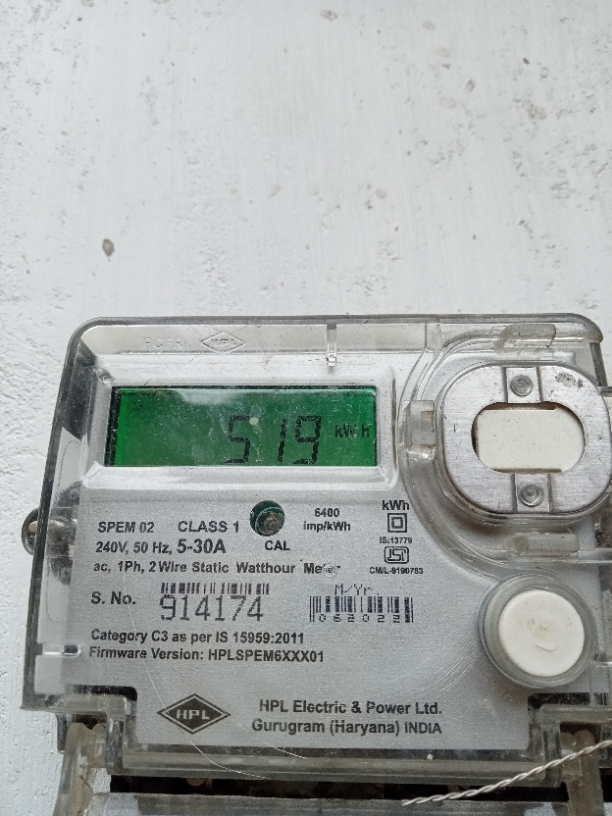 519 kWh
SPEM 02 CLASS 1 6400 imp/kWh kWh
240V, 50 Hz, 5-30A CAL IS:13779
ac, 1Ph, 2 Wire Static Watthour Meter CM/L-9190783
S. No. 914174 M/Yr 062022
Category C3 as per IS 15959:2011
Firmware Version: HPLSPEM6XXX01
HPL HPL Electric & Power Ltd.
Gurugram (Haryana) INDIA